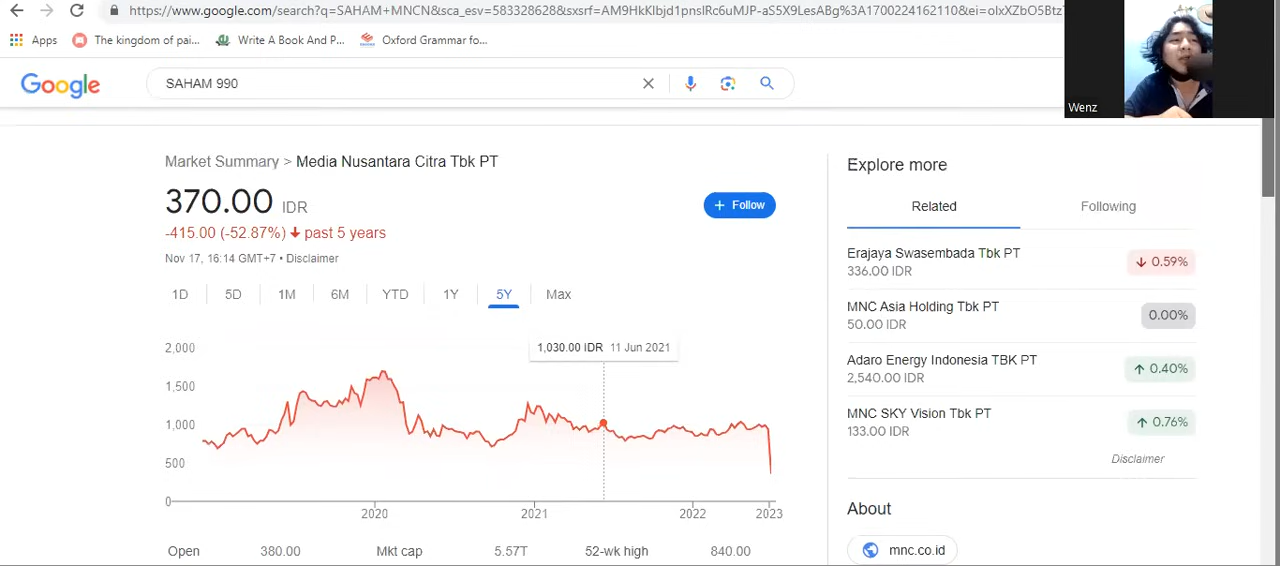 https://www.google.com/search?q=SAHAM+MNCN&sca_esv=583328628&sxsrf=AM9HkKlbjd1pnslRc6uMJP-aS5X9LesABg%3A1700224162110&ei=olxXZbO5Btz
Apps The kingdom of pai... Write A Book And P... Oxford Grammar fo...
Wenz
Google SAHAM 990
Market Summary > Media Nusantara Citra Tbk PT
370.00 IDR
+ Follow
-415.00 (-52.87%) ↓ past 5 years
Nov 17, 16:14 GMT+7 • Disclaimer
1D 5D 1M 6M YTD 1Y 5Y Max
1,030.00 IDR 11 Jun 2021
2,000
1,500
1,000
500
0
2020 2021 2022 2023
Open 380.00 Mkt cap 5.57T 52-wk high 840.00
Explore more
Related Following
Erajaya Swasembada Tbk PT
336.00 IDR ↓ 0.59%
MNC Asia Holding Tbk PT
50.00 IDR 0.00%
Adaro Energy Indonesia TBK PT
2,540.00 IDR ↑ 0.40%
MNC SKY Vision Tbk PT
133.00 IDR ↑ 0.76%
Disclaimer
About
mnc.co.id